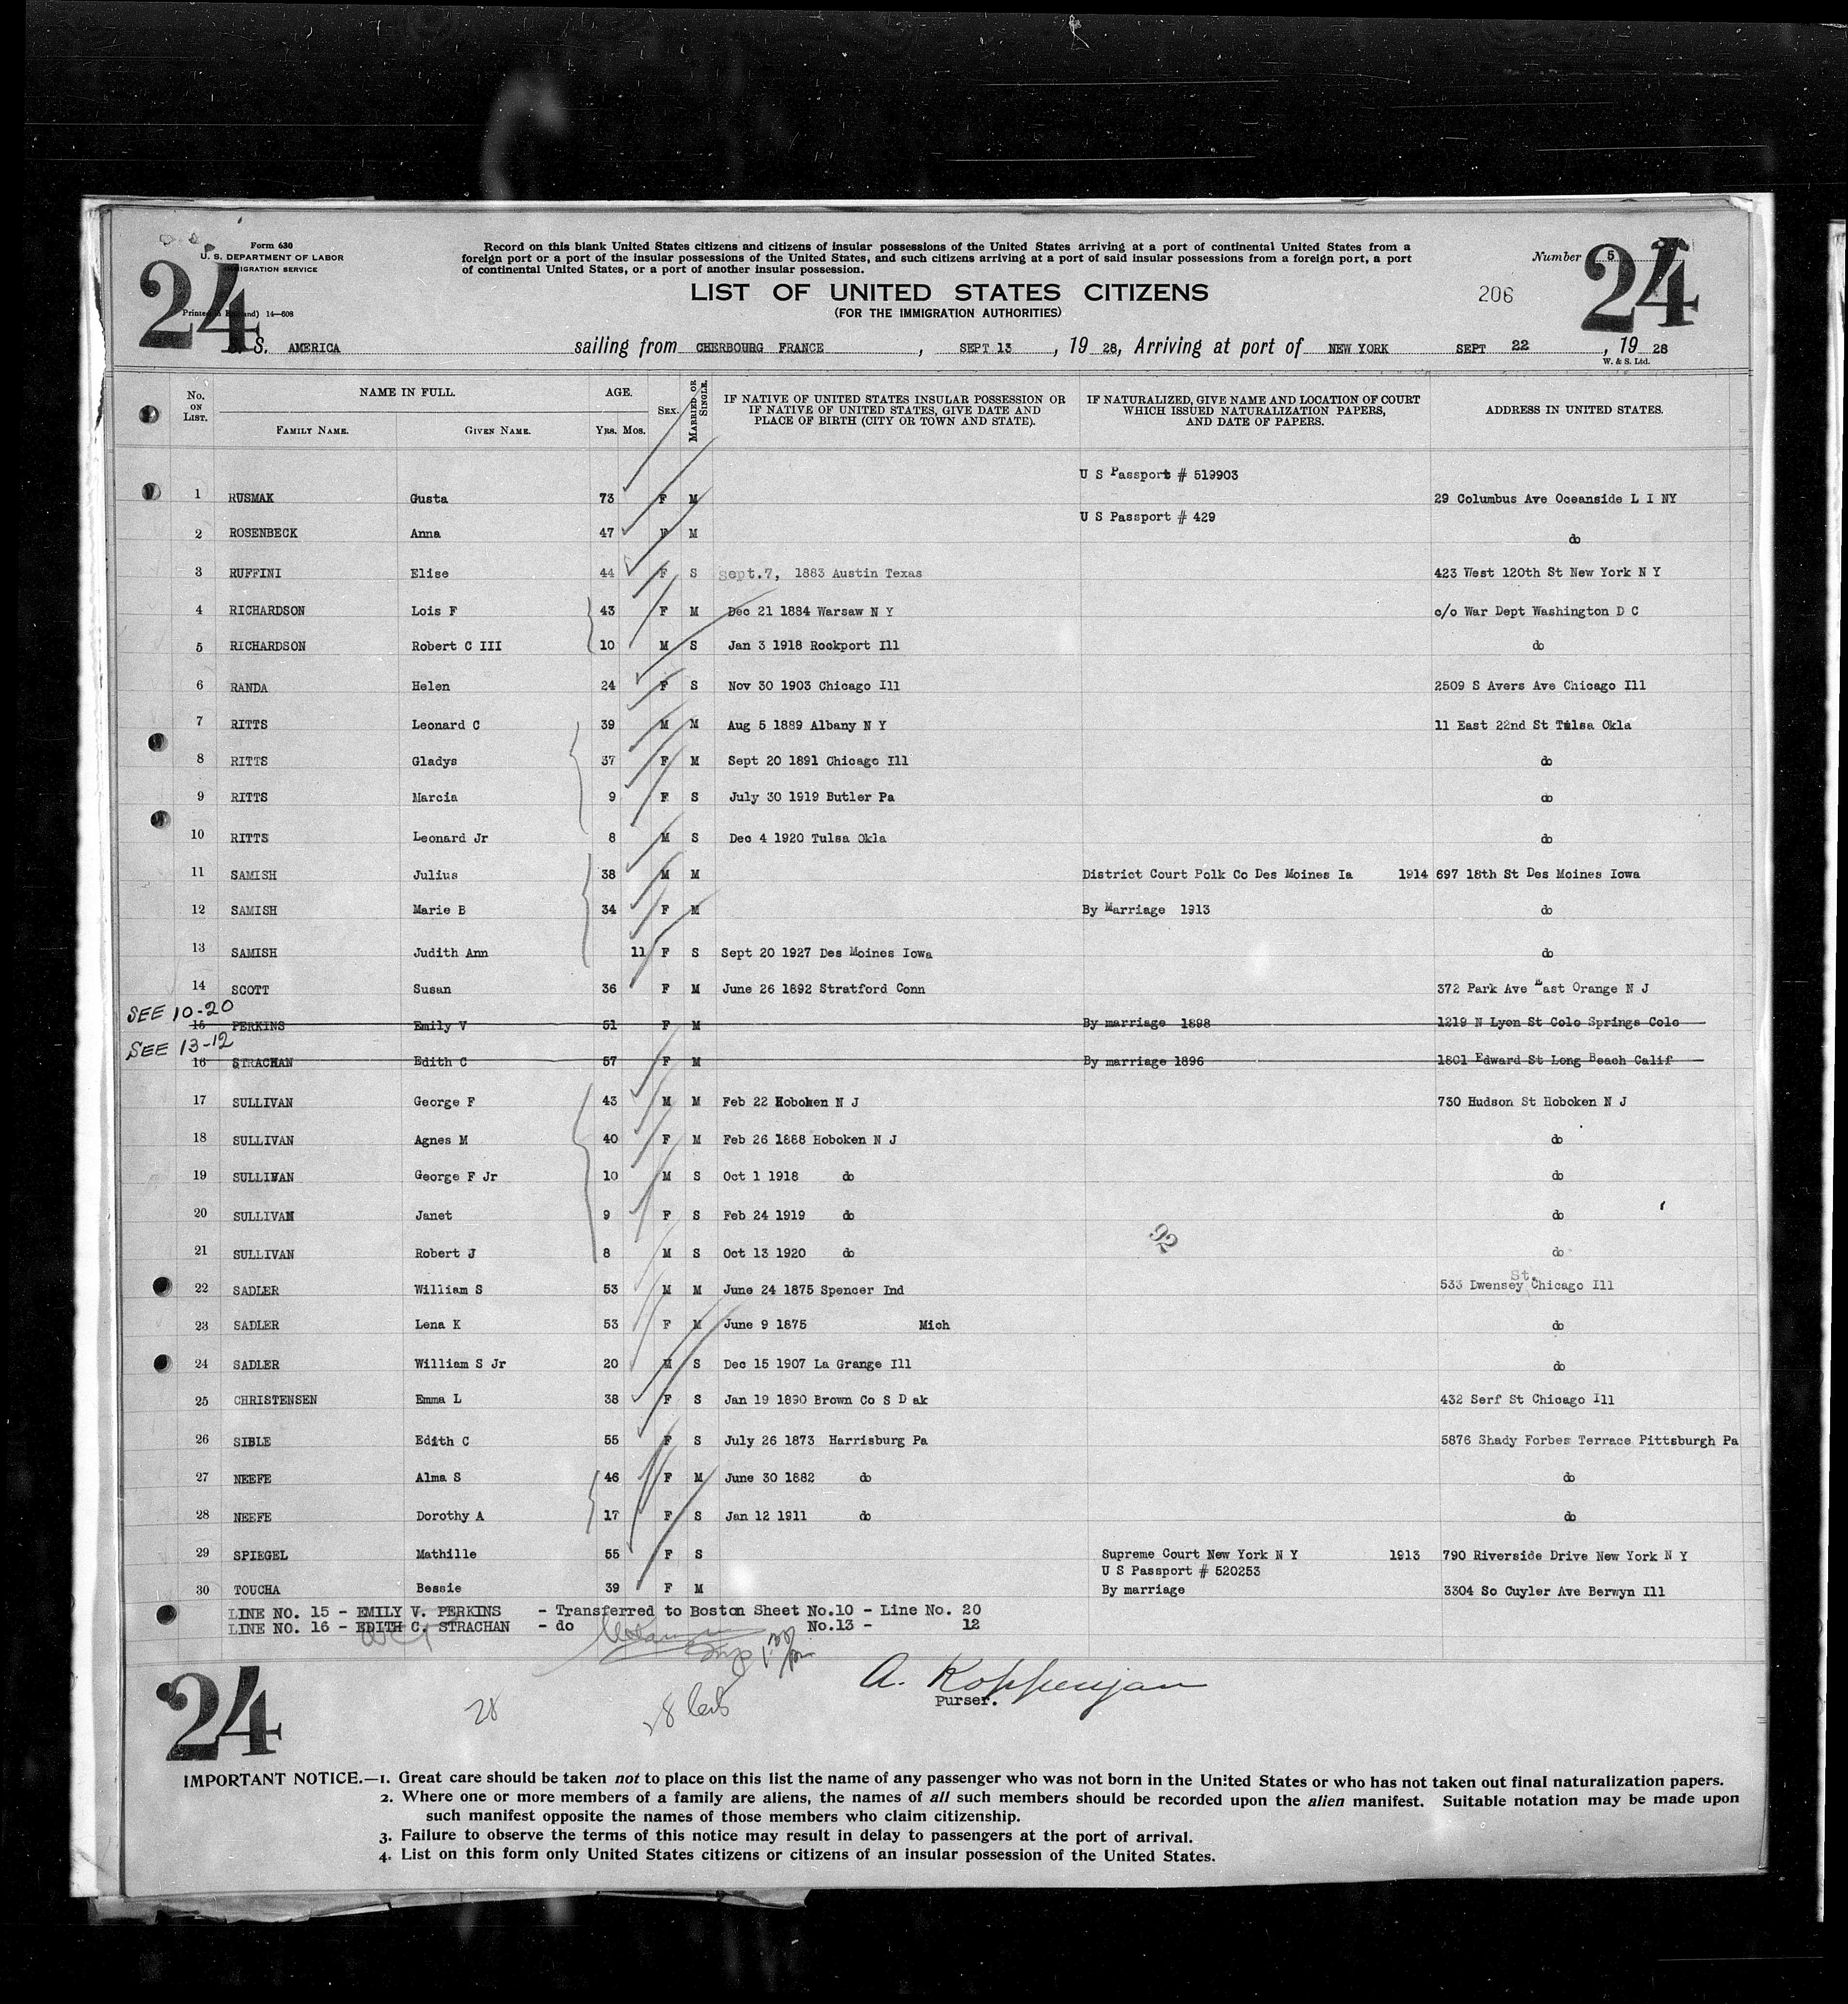 Form 630
U. S. DEPARTMENT OF LABOR
IMMIGRATION SERVICE
24
Record on this blank United States citizens and citizens of insular possessions of the United States arriving at a port of continental United States from a
foreign port or a port of the insular possessions of the United States, and such citizens arriving at a port of said insular possessions from a foreign port, a port
of continental United States, or a port of another insular possession.
Number 5
24
LIST OF UNITED STATES CITIZENS
(FOR THE IMMIGRATION AUTHORITIES)
206
14—608
S. AMERICA sailing from CHERBOURG FRANCE, SEPT 13, 19 28, Arriving at port of NEW YORK SEPT 22, 19 28
W. & S. Ltd.
No. ON LIST. NAME IN FULL. FAMILY NAME. GIVEN NAME. AGE. YRS. MOS. SEX. MARRIED OR SINGLE. IF NATIVE OF UNITED STATES INSULAR POSSESSION OR IF NATIVE OF UNITED STATES, GIVE DATE AND PLACE OF BIRTH (CITY OR TOWN AND STATE). IF NATURALIZED, GIVE NAME AND LOCATION OF COURT WHICH ISSUED NATURALIZATION PAPERS, AND DATE OF PAPERS. ADDRESS IN UNITED STATES.
U S Passport # 519903
1 RUSMAK Gusta 73 F M 29 Columbus Ave Oceanside L I NY
U S Passport # 429
2 ROSENBECK Anna 47 F M do
3 RUFFINI Elise 44 F S Sept.7, 1883 Austin Texas 423 West 120th St New York N Y
4 RICHARDSON Lois F 43 F M Dec 21 1884 Warsaw N Y c/o War Dept Washington D C
5 RICHARDSON Robert C III 10 M S Jan 3 1918 Rockport Ill do
6 RANDA Helen 24 F S Nov 30 1903 Chicago Ill 2509 S Avers Ave Chicago Ill
7 RITTS Leonard C 39 M M Aug 5 1889 Albany N Y 11 East 22nd St Tulsa Okla
8 RITTS Gladys 37 F M Sept 20 1891 Chicago Ill do
9 RITTS Marcia 9 F S July 30 1919 Butler Pa do
10 RITTS Leonard Jr 8 M S Dec 4 1920 Tulsa Okla do
11 SAMISH Julius 38 M M District Court Polk Co Des Moines Ia 1914 697 18th St Des Moines Iowa
12 SAMISH Marie B 34 F M By Marriage 1913 do
13 SAMISH Judith Ann 11 F S Sept 20 1927 Des Moines Iowa do
14 SCOTT Susan 36 F M June 26 1892 Stratford Conn 372 Park Ave East Orange N J
SEE 10-20
15 PERKINS Emily V 51 F M By marriage 1898 1219 N Lyon St Colo Springs Colo
SEE 13-12
16 STRACHAN Edith C 57 F M By marriage 1896 1801 Edward St Long Beach Calif
17 SULLIVAN George F 43 M M Feb 22 Hoboken N J 730 Hudson St Hoboken N J
18 SULLIVAN Agnes M 40 F M Feb 26 1888 Hoboken N J do
19 SULLIVAN George F Jr 10 M S Oct 1 1918 do do
20 SULLIVAN Janet 9 F S Feb 24 1919 do do
92
21 SULLIVAN Robert J 8 M S Oct 13 1920 do do
22 SADLER William S 53 M M June 24 1875 Spencer Ind 533 Dwensey St. Chicago Ill
23 SADLER Lena K 53 F M June 9 1875 Mich do
24 SADLER William S Jr 20 M S Dec 15 1907 La Grange Ill do
25 CHRISTENSEN Emma L 38 F S Jan 19 1890 Brown Co S D ak 432 Serf St Chicago Ill
26 SIBLE Edith C 55 F S July 26 1873 Harrisburg Pa 5876 Shady Forbes Terrace Pittsburgh Pa
27 NEEFE Alma S 46 F M June 30 1882 do do
28 NEEFE Dorothy A 17 F S Jan 12 1911 do do
29 SPIEGEL Mathille 55 F S Supreme Court New York N Y 1913 790 Riverside Drive New York N Y
U S Passport # 520253
30 TOUCHA Bessie 39 F M By marriage 3304 So Cuyler Ave Berwyn Ill
LINE NO. 15 - EMILY V. PERKINS - Transferred to Boston Sheet No.10 - Line No. 20
LINE NO. 16 - EDITH C. STRACHAN - do No.13 - 12
A. Koppenjan
Purser.
24
28
IMPORTANT NOTICE.—1. Great care should be taken not to place on this list the name of any passenger who was not born in the United States or who has not taken out final naturalization papers.
2. Where one or more members of a family are aliens, the names of all such members should be recorded upon the alien manifest. Suitable notation may be made upon
such manifest opposite the names of those members who claim citizenship.
3. Failure to observe the terms of this notice may result in delay to passengers at the port of arrival.
4. List on this form only United States citizens or citizens of an insular possession of the United States.